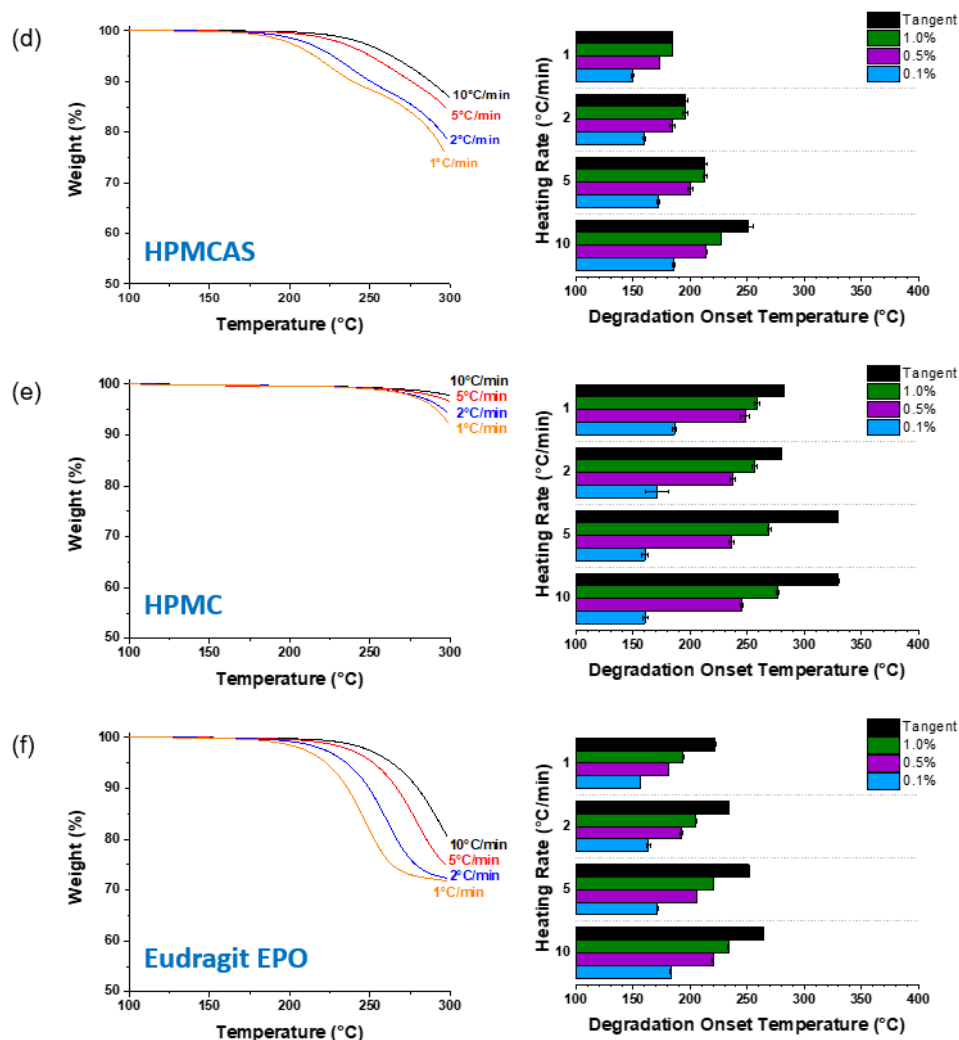 (d)
100
90
80
70
60
50
Weight (%)
10°C/min
5°C/min
2°C/min
1°C/min
HPMCAS
100 150 200 250 300
Temperature (°C)
Tangent
1.0%
0.5%
0.1%
Heating Rate (°C/min)
1
2
5
10
100 150 200 250 300 350 400
Degradation Onset Temperature (°C)
(e)
100
90
80
70
60
50
Weight (%)
10°C/min
5°C/min
2°C/min
1°C/min
HPMC
100 150 200 250 300
Temperature (°C)
Tangent
1.0%
0.5%
0.1%
Heating Rate (°C/min)
1
2
5
10
100 150 200 250 300 350 400
Degradation Onset Temperature (°C)
(f)
100
90
80
70
60
50
Weight (%)
10°C/min
5°C/min
2°C/min
1°C/min
Eudragit EPO
100 150 200 250 300
Temperature (°C)
Tangent
1.0%
0.5%
0.1%
Heating Rate (°C/min)
1
2
5
10
100 150 200 250 300 350 400
Degradation Onset Temperature (°C)